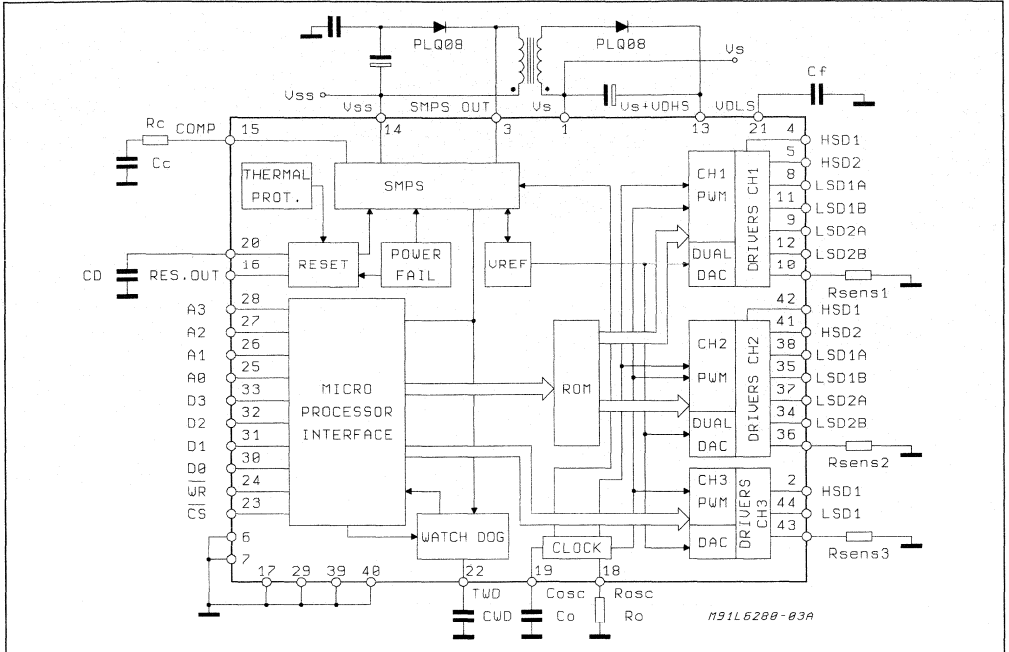 PLQ08
PLQ08
Vs
Vss
Vss
SMPS OUT
Vs
Vs+VDHS
VDLS
Cf
Rc
COMP
15
14
3
1
13
21
4
HSD1
Cc
THERMAL
PROT.
SMPS
CH1
PWM
DUAL
DAC
DRIVERS CH1
5
HSD2
8
LSD1A
11
LSD1B
9
LSD2A
12
LSD2B
10
Rsens1
20
CD
RES.OUT
16
RESET
POWER
FAIL
VREF
A3
28
A2
27
A1
26
A0
25
D3
33
D2
32
D1
31
D0
30
WR
24
CS
23
6
7
MICRO
PROCESSOR
INTERFACE
ROM
42
HSD1
41
HSD2
38
LSD1A
35
LSD1B
37
LSD2A
34
LSD2B
36
Rsens2
CH2
PWM
DUAL
DAC
DRIVERS CH2
CH3
PWM
DAC
DRIVERS
CH3
2
HSD1
44
LSD1
43
Rsens3
WATCH DOG
CLOCK
17
29
39
40
22
19
18
TWD
Cosc
Rosc
CWD
Co
Ro
M91L6280-03A